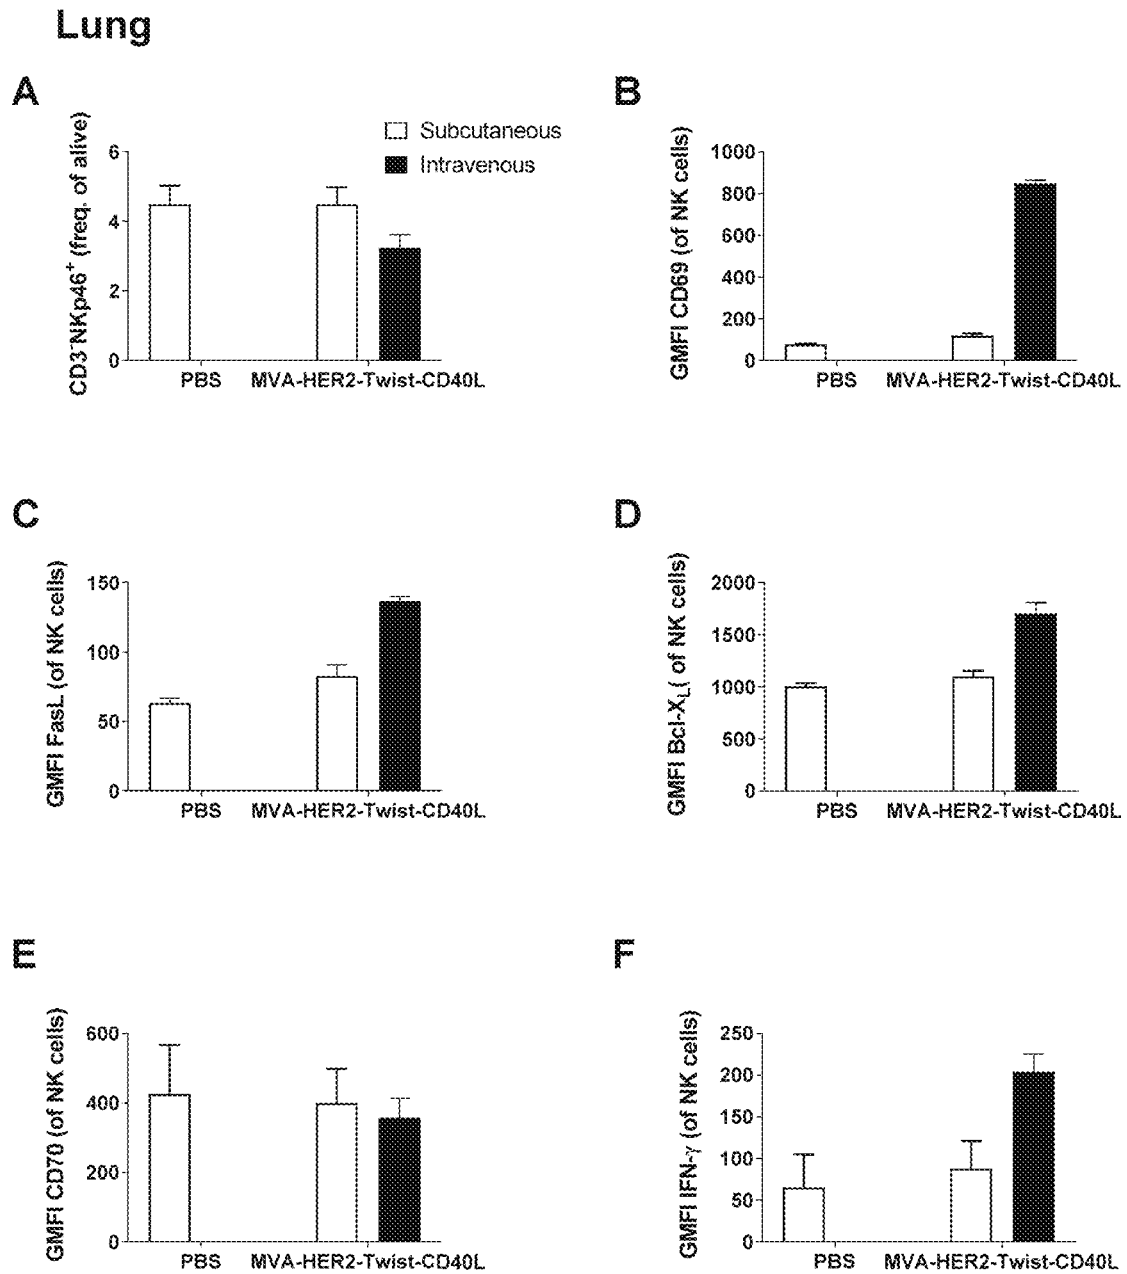 Lung
A
CD3-NKp46+ (freq. of alive)
6
4
2
0
PBS
MVA-HER2-Twist-CD40L
Subcutaneous
Intravenous
B
GMFI CD69 (of NK cells)
1000
800
600
400
200
0
PBS
MVA-HER2-Twist-CD40L
C
GMFI FasL (of NK cells)
150
100
50
0
PBS
MVA-HER2-Twist-CD40L
D
GMFI Bcl-XL( of NK cells)
2000
1500
1000
500
0
PBS
MVA-HER2-Twist-CD40L
E
GMFI CD70 (of NK cells)
600
400
200
0
PBS
MVA-HER2-Twist-CD40L
F
GMFI IFN-γ (of NK cells)
250
200
150
100
50
0
PBS
MVA-HER2-Twist-CD40L